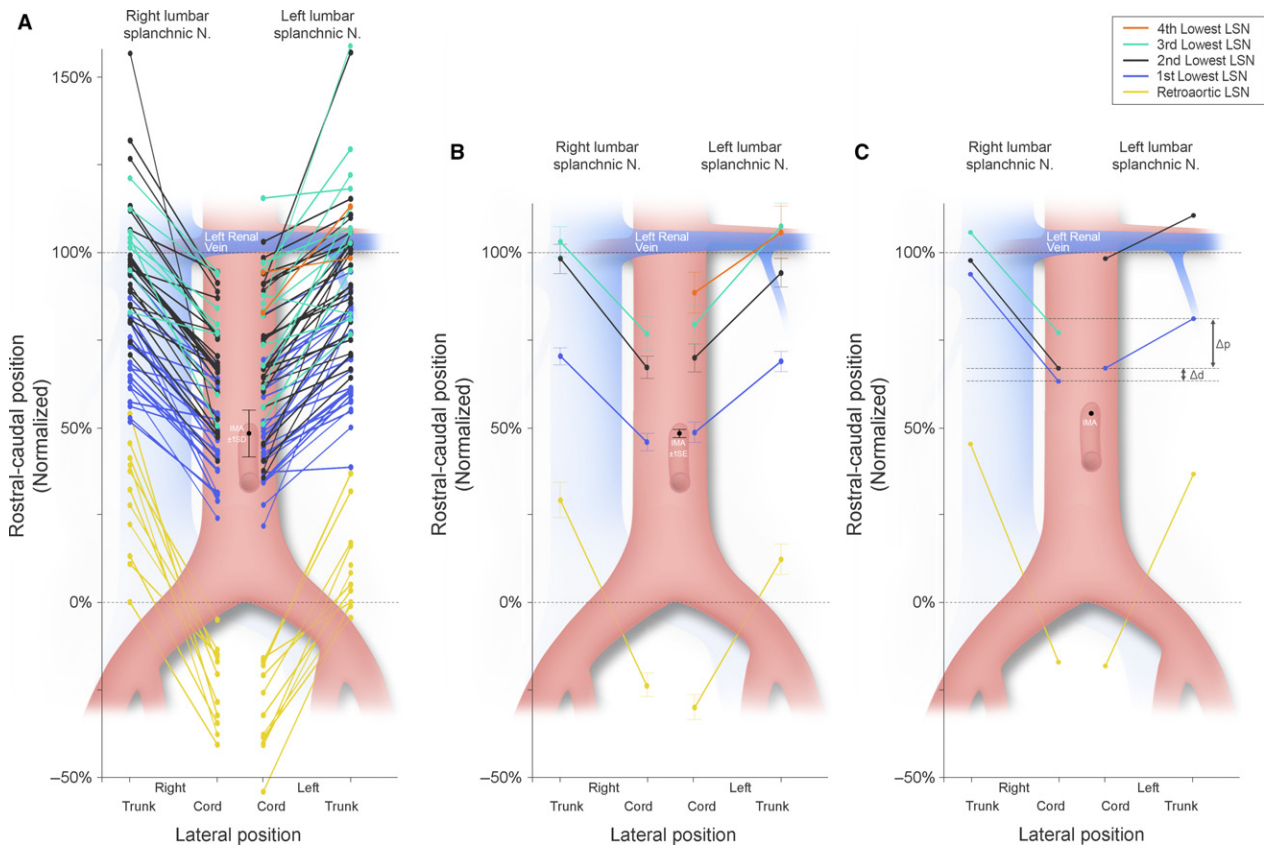 A
Right lumbar
splanchnic N.
Left lumbar
splanchnic N.
150%
100%
50%
0%
–50%
Rostral-caudal position
(Normalized)
Left Renal
Vein
IMA
±1SD
Right
Left
Trunk
Cord
Cord
Trunk
Lateral position
B
Right lumbar
splanchnic N.
Left lumbar
splanchnic N.
100%
50%
0%
–50%
Rostral-caudal position
(Normalized)
Left Renal
Vein
IMA
±1SE
Right
Left
Trunk
Cord
Cord
Trunk
Lateral position
4th Lowest LSN
3rd Lowest LSN
2nd Lowest LSN
1st Lowest LSN
Retroaortic LSN
C
Right lumbar
splanchnic N.
Left lumbar
splanchnic N.
100%
50%
0%
–50%
Rostral-caudal position
(Normalized)
Left Renal
Vein
Δp
Δd
IMA
Right
Left
Trunk
Cord
Cord
Trunk
Lateral position